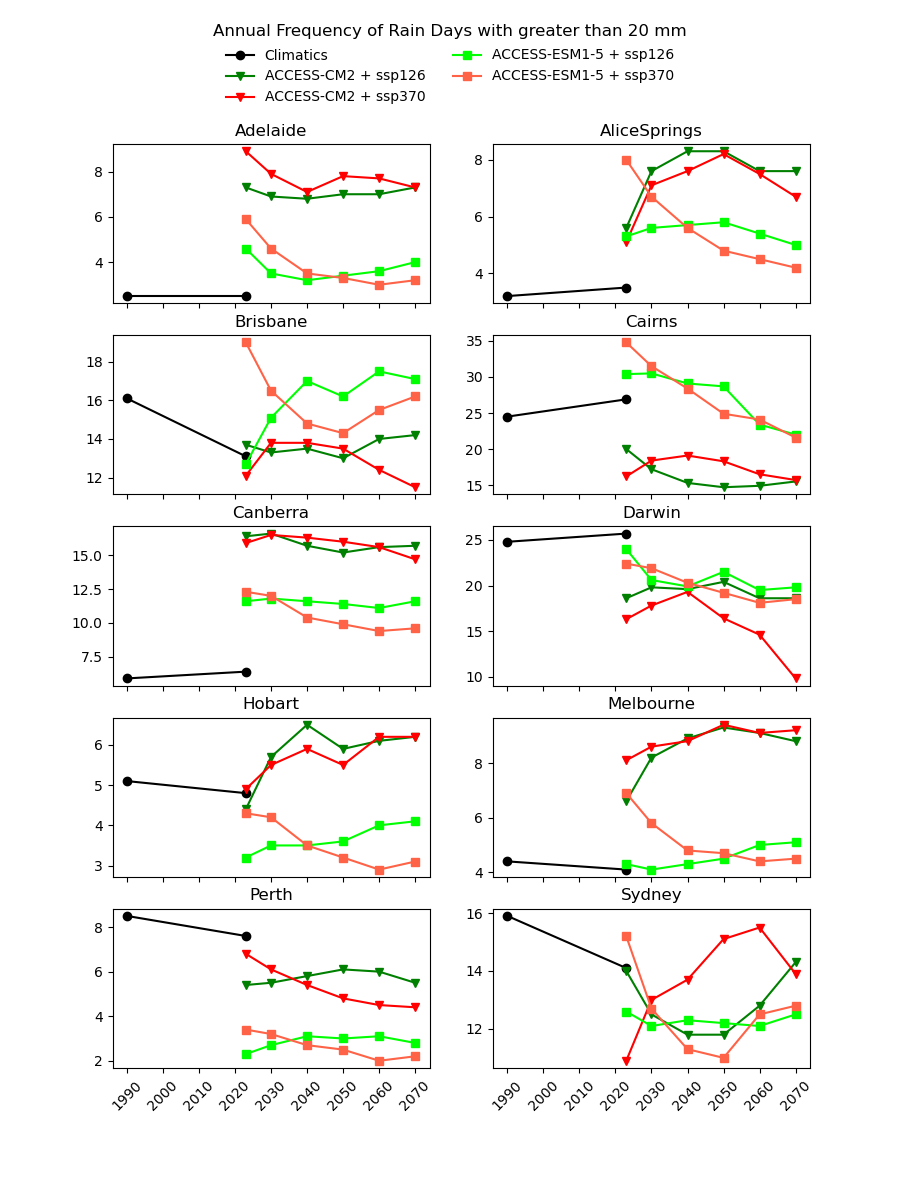 Annual Frequency of Rain Days with greater than 20 mm
Climatics
ACCESS-CM2 + ssp126
ACCESS-CM2 + ssp370
ACCESS-ESM1-5 + ssp126
ACCESS-ESM1-5 + ssp370
Adelaide
8
6
4
AliceSprings
8
6
4
Brisbane
18
16
14
12
Cairns
35
30
25
20
15
Canberra
15.0
12.5
10.0
7.5
Darwin
25
20
15
10
Hobart
6
5
4
3
Melbourne
8
6
4
Perth
8
6
4
2
1990 2000 2010 2020 2030 2040 2050 2060 2070
Sydney
16
14
12
1990 2000 2010 2020 2030 2040 2050 2060 2070